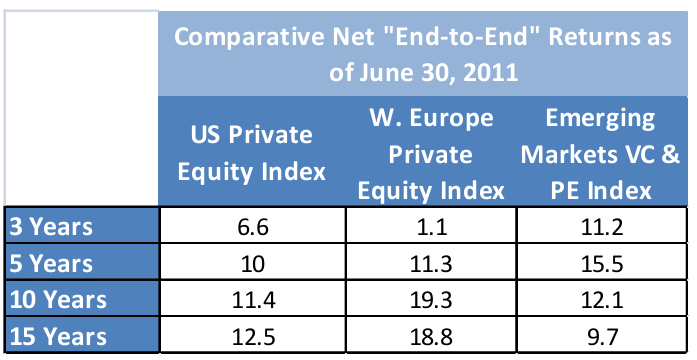 Comparative Net "End-to-End" Returns as
of June 30, 2011
US Private
Equity Index
W. Europe
Private
Equity Index
Emerging
Markets VC &
PE Index
3 Years 6.6 1.1 11.2
5 Years 10 11.3 15.5
10 Years 11.4 19.3 12.1
15 Years 12.5 18.8 9.7